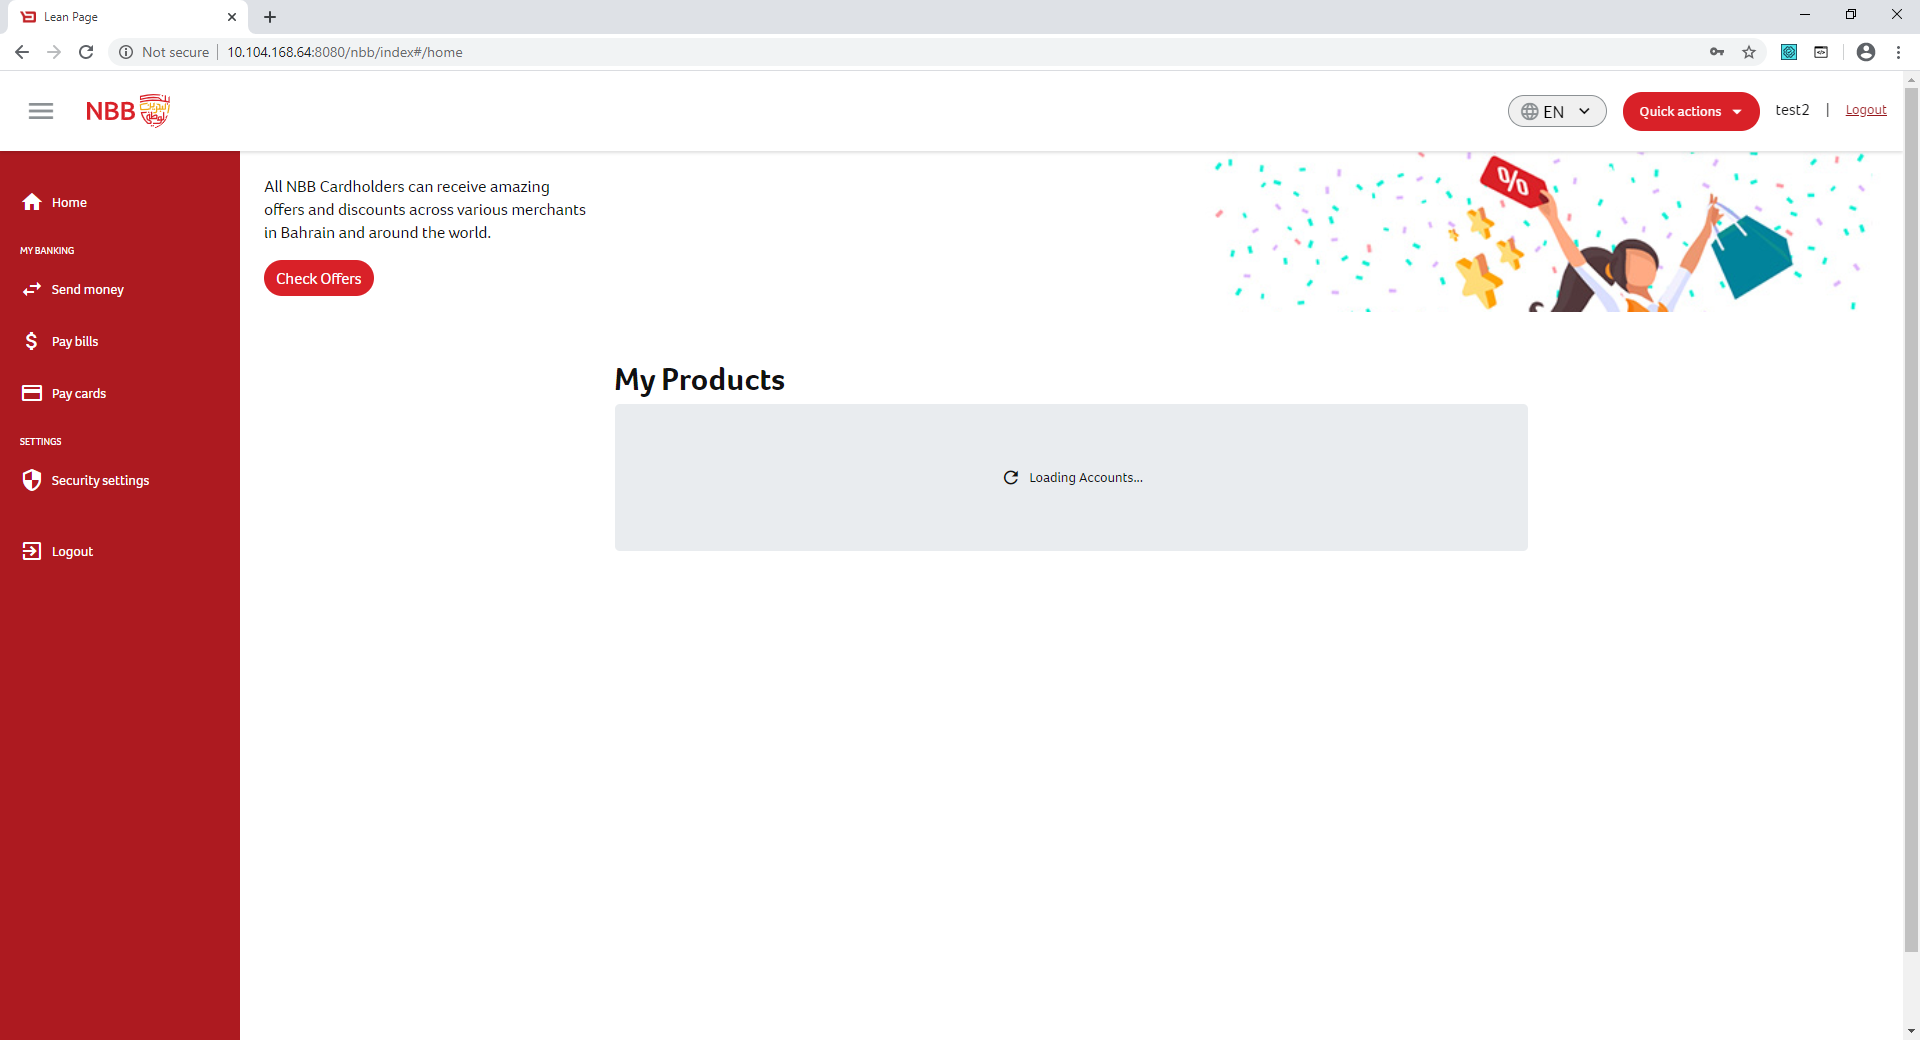 Lean Page
Not secure
10.104.168.64:8080/nbb/index#/home
NBB
EN
Quick actions
test2
|
Logout
Home
MY BANKING
Send money
Pay bills
Pay cards
SETTINGS
Security settings
Logout
All NBB Cardholders can receive amazing
offers and discounts across various merchants
in Bahrain and around the world.
Check Offers
%
My Products
Loading Accounts...